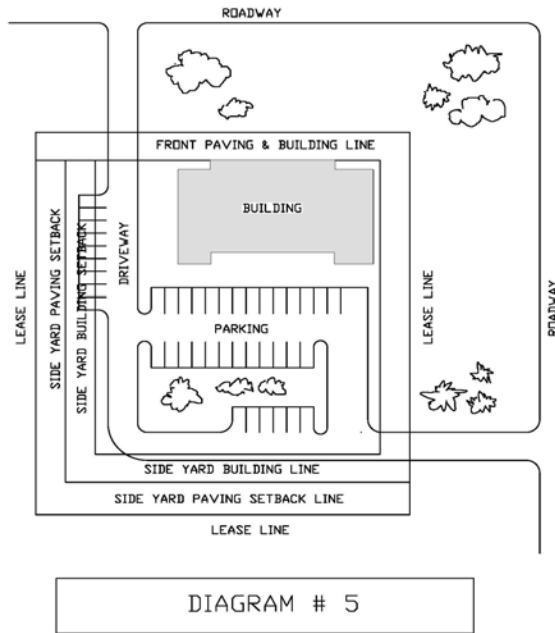 ROADWAY
FRONT PAVING & BUILDING LINE
BUILDING
LEASE LINE
SIDE YARD PAVING SETBACK
SIDE YARD BUILDING SETBACK
DRIVEWAY
PARKING
LEASE LINE
ROADWAY
SIDE YARD BUILDING LINE
SIDE YARD PAVING SETBACK LINE
LEASE LINE
DIAGRAM # 5